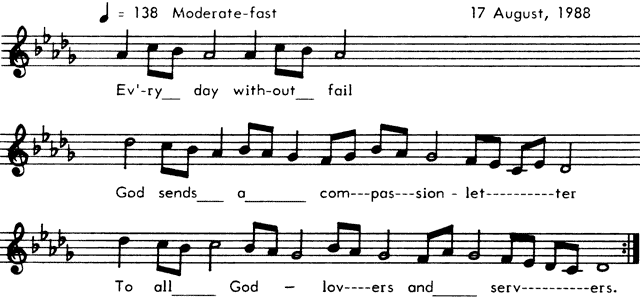 ♩ = 138 Moderate-fast 17 August, 1988
Ev'-ry__ day with-out__ fail
God sends___ a_______ com---pas---sion - let----------ter
To all_____ God – lov----ers and_____ serv----------ers.